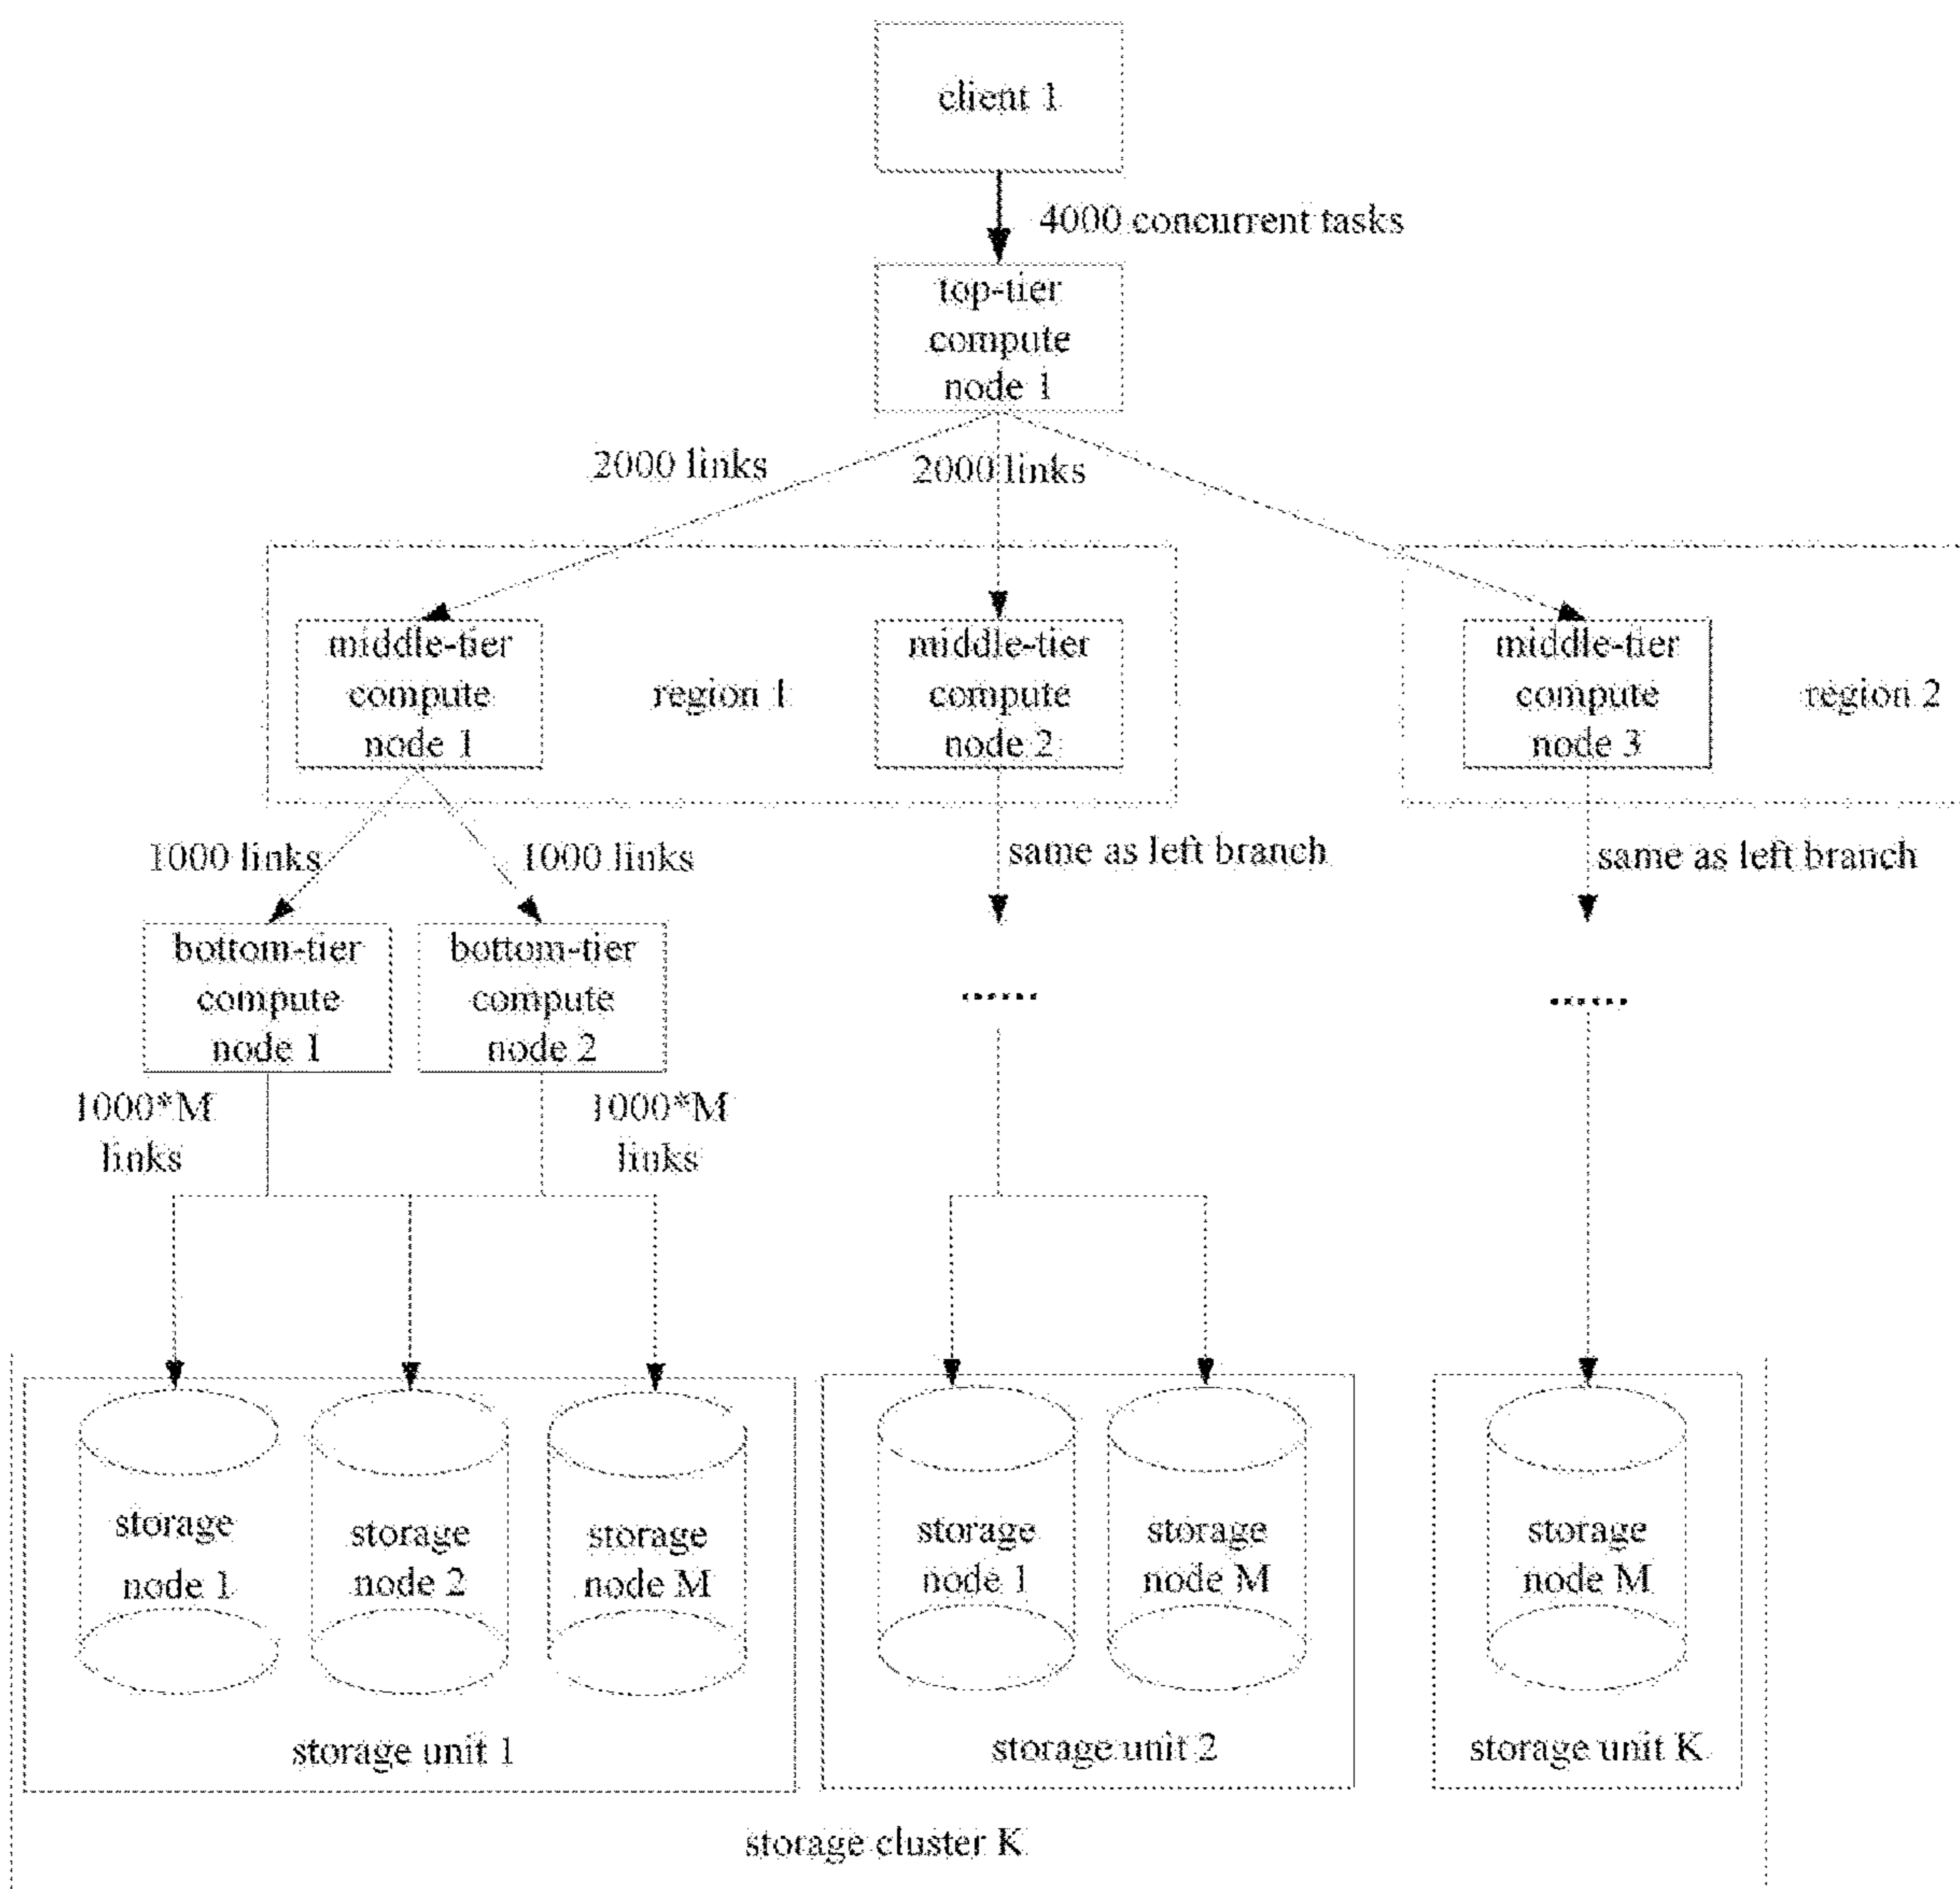 client 1
4000 concurrent tasks
top-tier
compute
node 1
2000 links
2000 links
middle-tier
compute
node 1
region 1
middle-tier
compute
node 2
middle-tier
compute
node 3
region 2
1000 links
1000 links
same as left branch
same as left branch
bottom-tier
compute
node 1
bottom-tier
compute
node 2
......
......
1000*M
links
1000*M
links
storage
node 1
storage
node 2
storage
node M
storage
node 1
storage
node M
storage
node M
storage unit 1
storage unit 2
storage unit K
storage cluster K